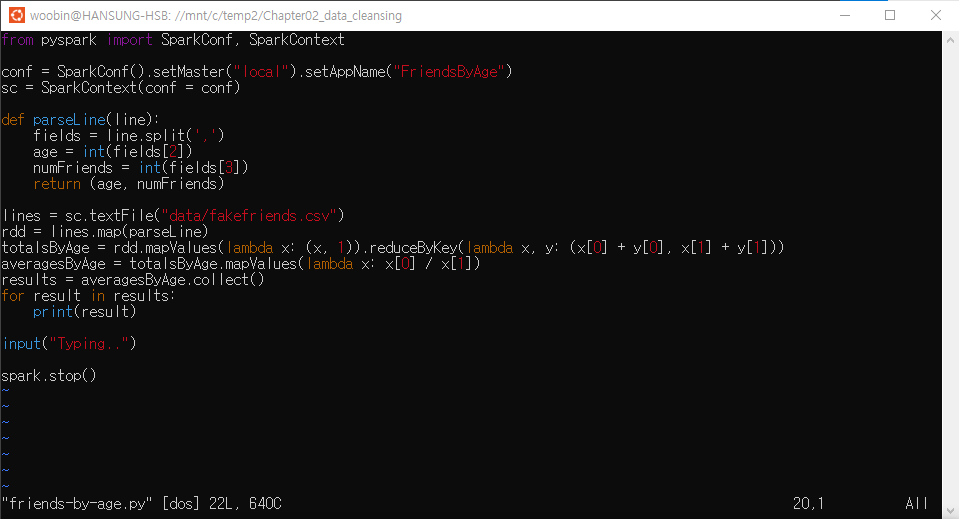 woobin@HANSUNG-HSB: //mnt/c/temp2/Chapter02_data_cleansing
from pyspark import SparkConf, SparkContext

conf = SparkConf().setMaster("local").setAppName("FriendsByAge")
sc = SparkContext(conf = conf)

def parseLine(line):
    fields = line.split(',')
    age = int(fields[2])
    numFriends = int(fields[3])
    return (age, numFriends)

lines = sc.textFile("data/fakefriends.csv")
rdd = lines.map(parseLine)
totalsByAge = rdd.mapValues(lambda x: (x, 1)).reduceByKey(lambda x, y: (x[0] + y[0], x[1] + y[1]))
averagesByAge = totalsByAge.mapValues(lambda x: x[0] / x[1])
results = averagesByAge.collect()
for result in results:
    print(result)

input("Typing..")

spark.stop()
~
~
~
~
~
~
~
"friends-by-age.py" [dos] 22L, 640C 20,1 All